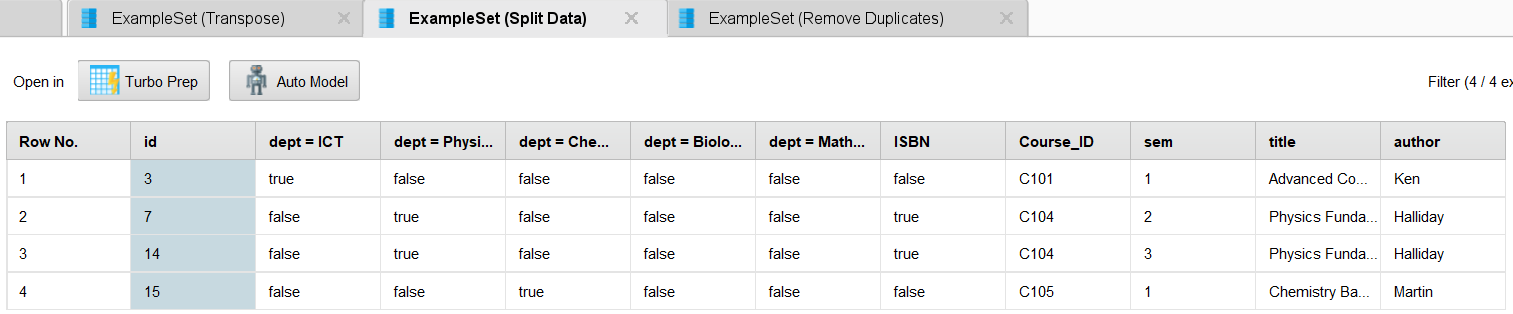 ExampleSet (Transpose) ExampleSet (Split Data) ExampleSet (Remove Duplicates)
Open in Turbo Prep Auto Model Filter (4 / 4 ex
Row No. id dept = ICT dept = Physi... dept = Che... dept = Biolo... dept = Math... ISBN Course_ID sem title author
1 3 true false false false false false C101 1 Advanced Co... Ken
2 7 false true false false false true C104 2 Physics Funda... Halliday
3 14 false true false false false true C104 3 Physics Funda... Halliday
4 15 false false true false false false C105 1 Chemistry Ba... Martin